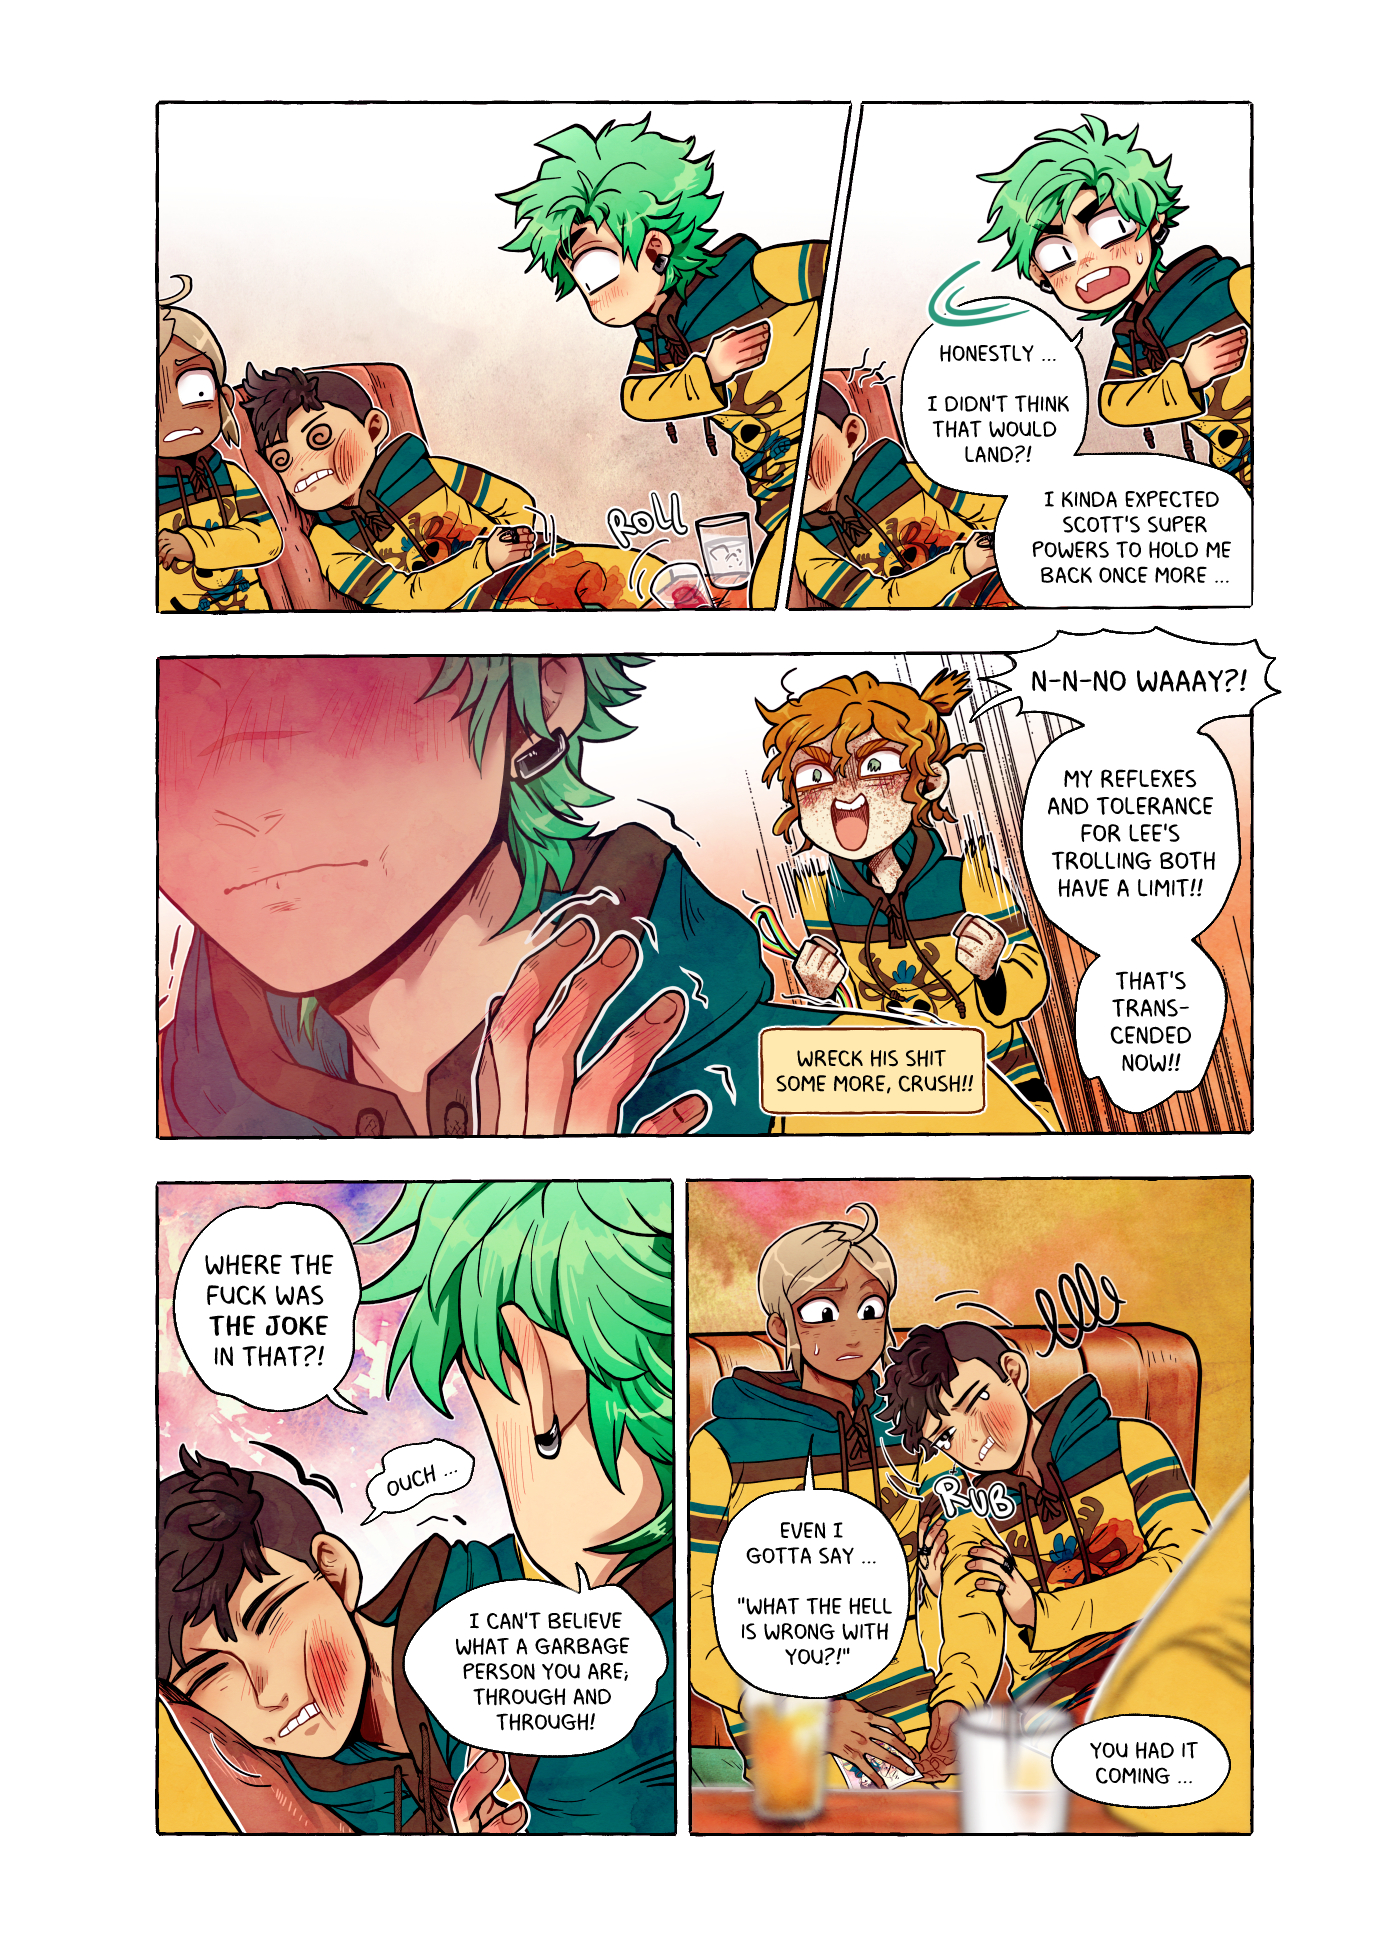 ROLL
HONESTLY ...
I DIDN'T THINK
THAT WOULD
LAND?!
I KINDA EXPECTED
SCOTT'S SUPER
POWERS TO HOLD ME
BACK ONCE MORE ...
N-N-NO WAAAY?!
MY REFLEXES
AND TOLERANCE
FOR LEE'S
TROLLING BOTH
HAVE A LIMIT!!
THAT'S
TRANS-
CENDED
NOW!!
WRECK HIS SHIT
SOME MORE, CRUSH!!
WHERE THE
FUCK WAS
THE JOKE
IN THAT?!
OUCH ...
I CAN'T BELIEVE
WHAT A GARBAGE
PERSON YOU ARE;
THROUGH AND
THROUGH!
RUB
EVEN I
GOTTA SAY ...
"WHAT THE HELL
IS WRONG WITH
YOU?!"
YOU HAD IT
COMING ...